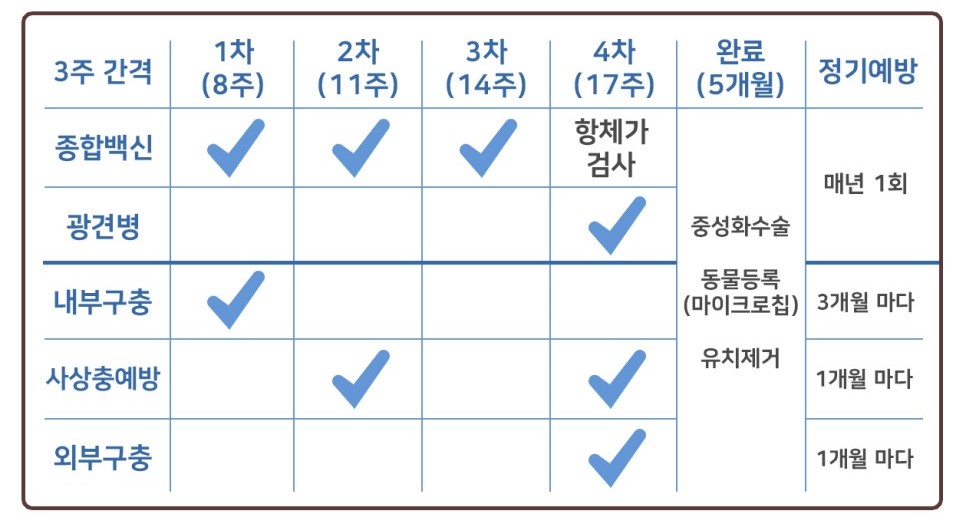 3주 간격
1차
(8주)
2차
(11주)
3차
(14주)
4차
(17주)
완료
(5개월)
정기예방
종합백신
항체가
검사
매년 1회
광견병
중성화수술
내부구충
동물등록
(마이크로칩)
3개월 마다
유치제거
사상충예방
1개월 마다
외부구충
1개월 마다